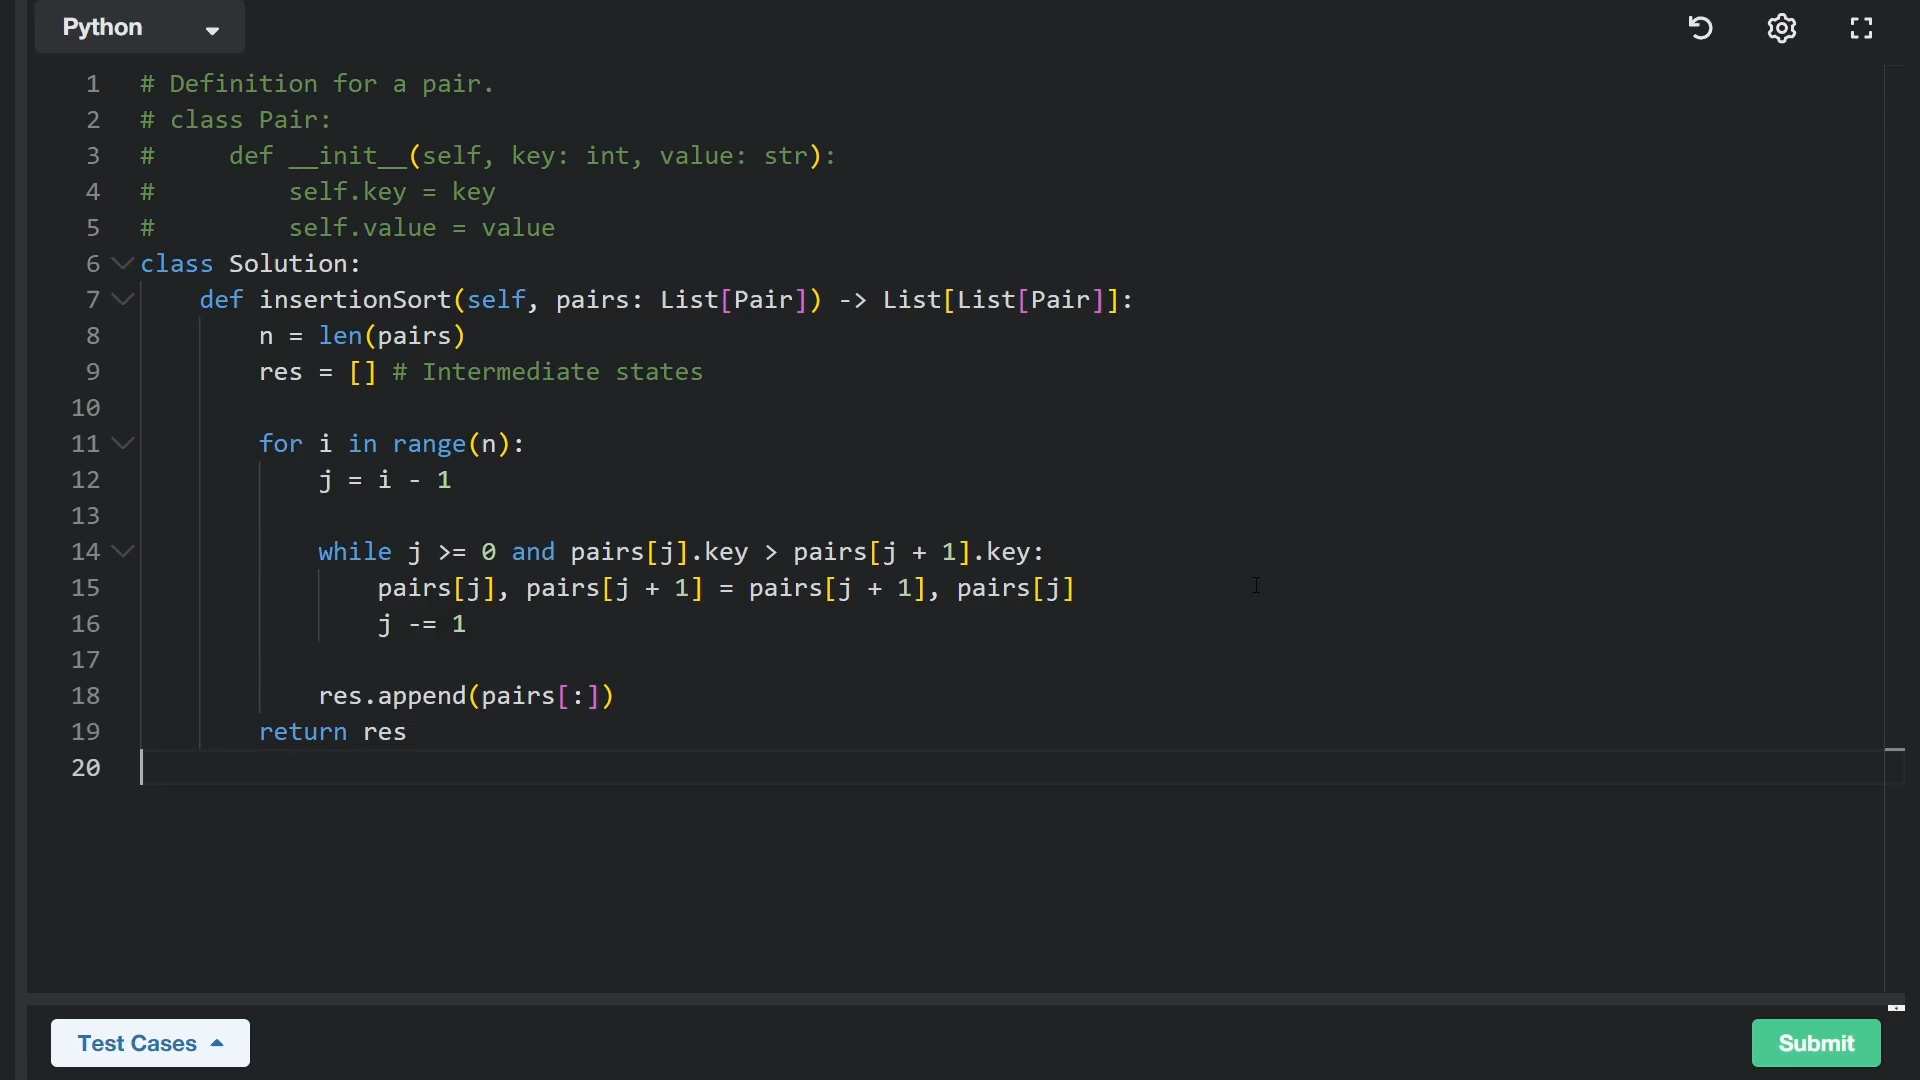 Python
1 # Definition for a pair.
2 # class Pair:
3 #     def __init__(self, key: int, value: str):
4 #         self.key = key
5 #         self.value = value
6 class Solution:
7     def insertionSort(self, pairs: List[Pair]) -> List[List[Pair]]:
8         n = len(pairs)
9         res = [] # Intermediate states
10
11         for i in range(n):
12             j = i - 1
13
14             while j >= 0 and pairs[j].key > pairs[j + 1].key:
15                 pairs[j], pairs[j + 1] = pairs[j + 1], pairs[j]
16                 j -= 1
17
18             res.append(pairs[:])
19         return res
20
Test Cases
Submit